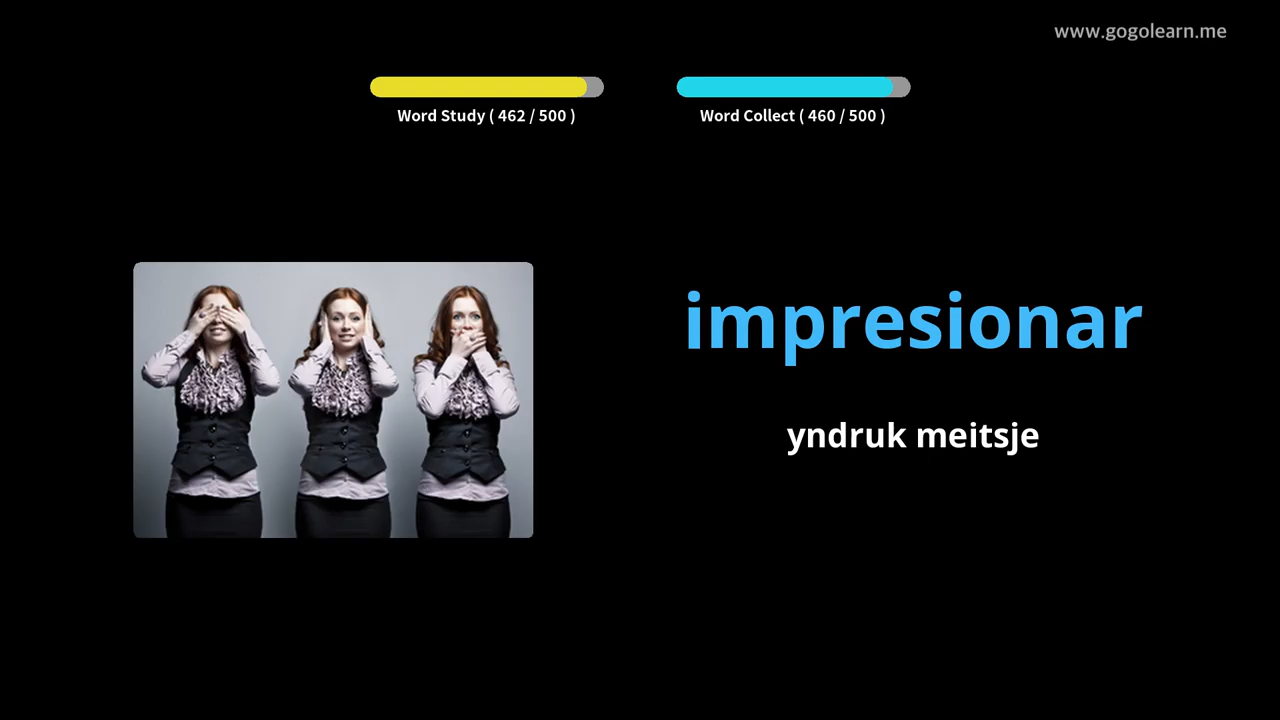 www.gogolearn.me
Word Study ( 462 / 500 )
Word Collect ( 460 / 500 )
impresionar
yndruk meitsje